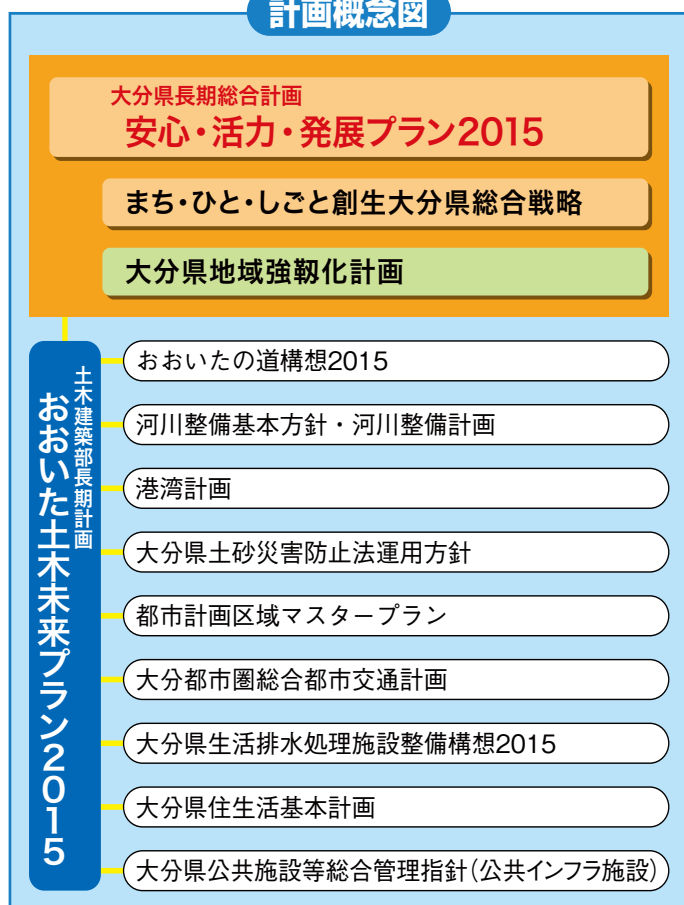 計画概念図
大分県長期総合計画
安心・活力・発展プラン2015
まち・ひと・しごと創生大分県総合戦略
大分県地域強靱化計画
土木建築部長期計画
おおいた土木未来プラン2015
おおいたの道構想2015
河川整備基本方針・河川整備計画
港湾計画
大分県土砂災害防止法運用方針
都市計画区域マスタープラン
大分都市圏総合都市交通計画
大分県生活排水処理施設整備構想2015
大分県住生活基本計画
大分県公共施設等総合管理指針(公共インフラ施設)